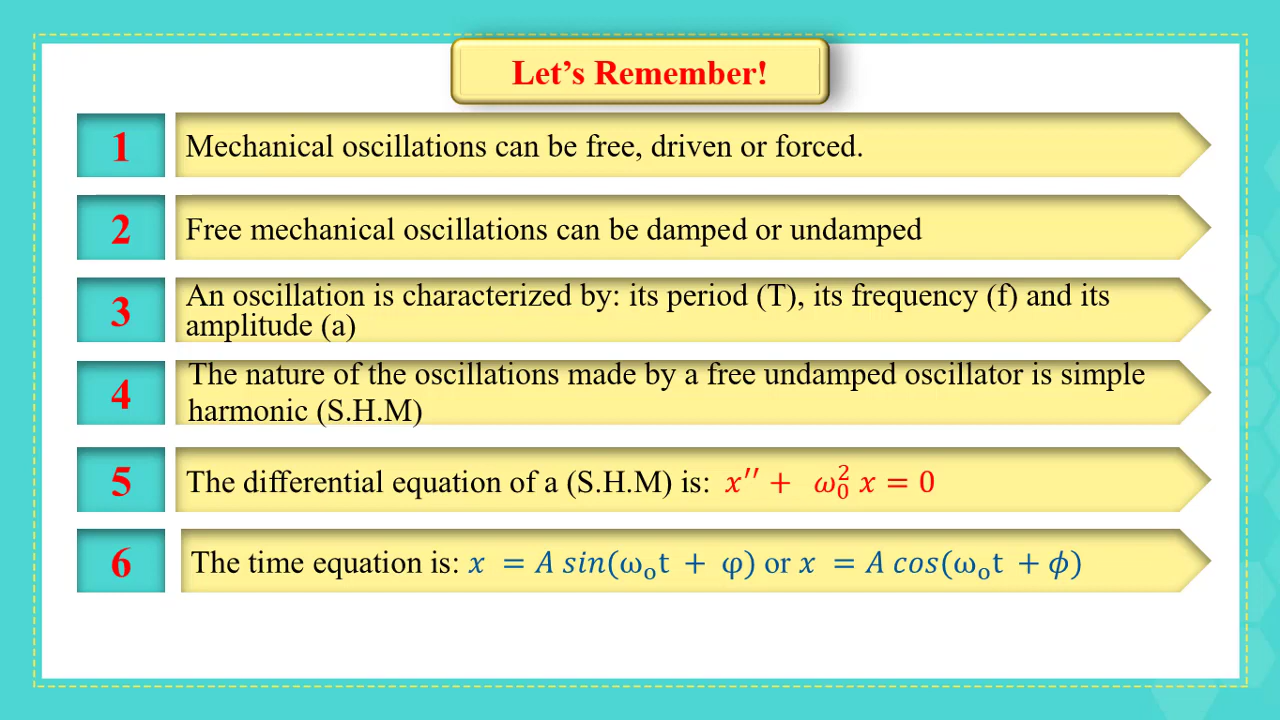 Let’s Remember!
1 Mechanical oscillations can be free, driven or forced.
2 Free mechanical oscillations can be damped or undamped
3 An oscillation is characterized by: its period (T), its frequency (f) and its
amplitude (a)
4 The nature of the oscillations made by a free undamped oscillator is simple
harmonic (S.H.M)
5 The differential equation of a (S.H.M) is: 𝑥′′ + 𝜔₀² 𝑥 = 0
6 The time equation is: 𝑥 = 𝐴 𝑠𝑖𝑛(ωₒt + φ) or 𝑥 = 𝐴 𝑐𝑜𝑠(ωₒt + 𝜙)